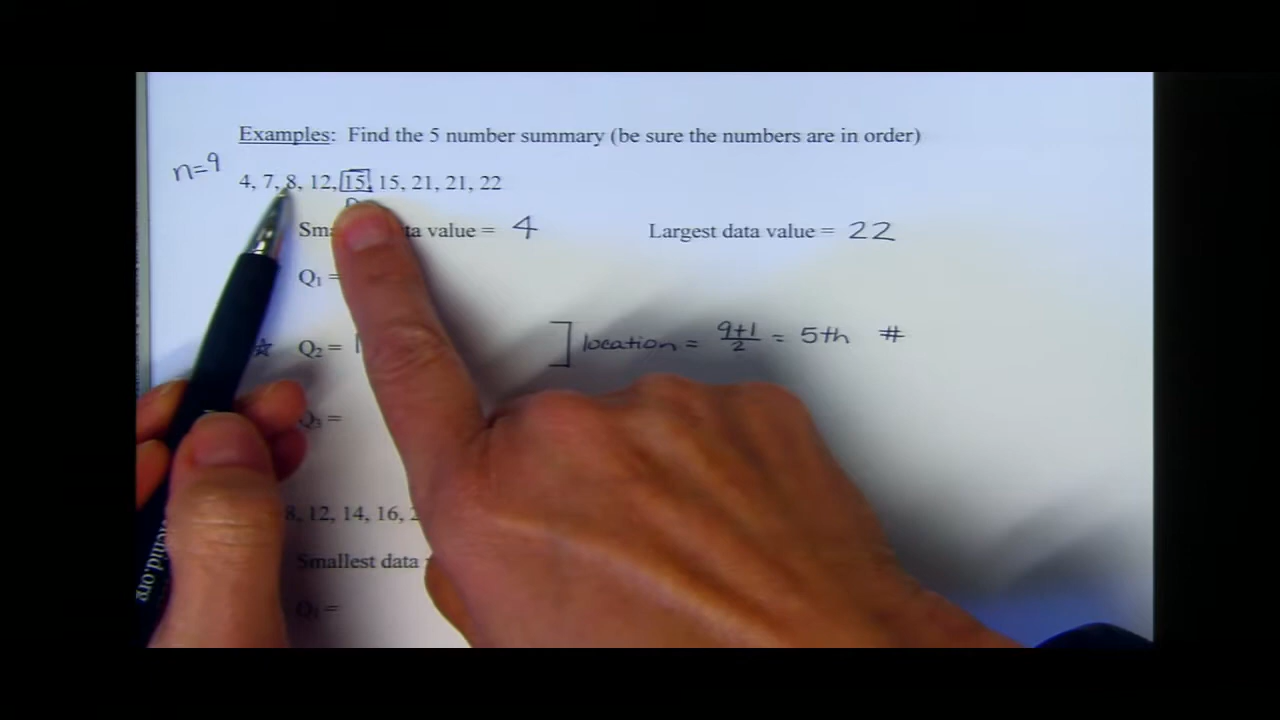 Examples: Find the 5 number summary (be sure the numbers are in order)
n=9
4, 7, 8, 12, 15, 15, 21, 21, 22
value = 4 Largest data value = 22
Q₁ =
☆ Q₂ = ] location = 9+1/2 = 5th #
Q₃ =
8, 12, 14, 16,
Smallest data
Q₁ =